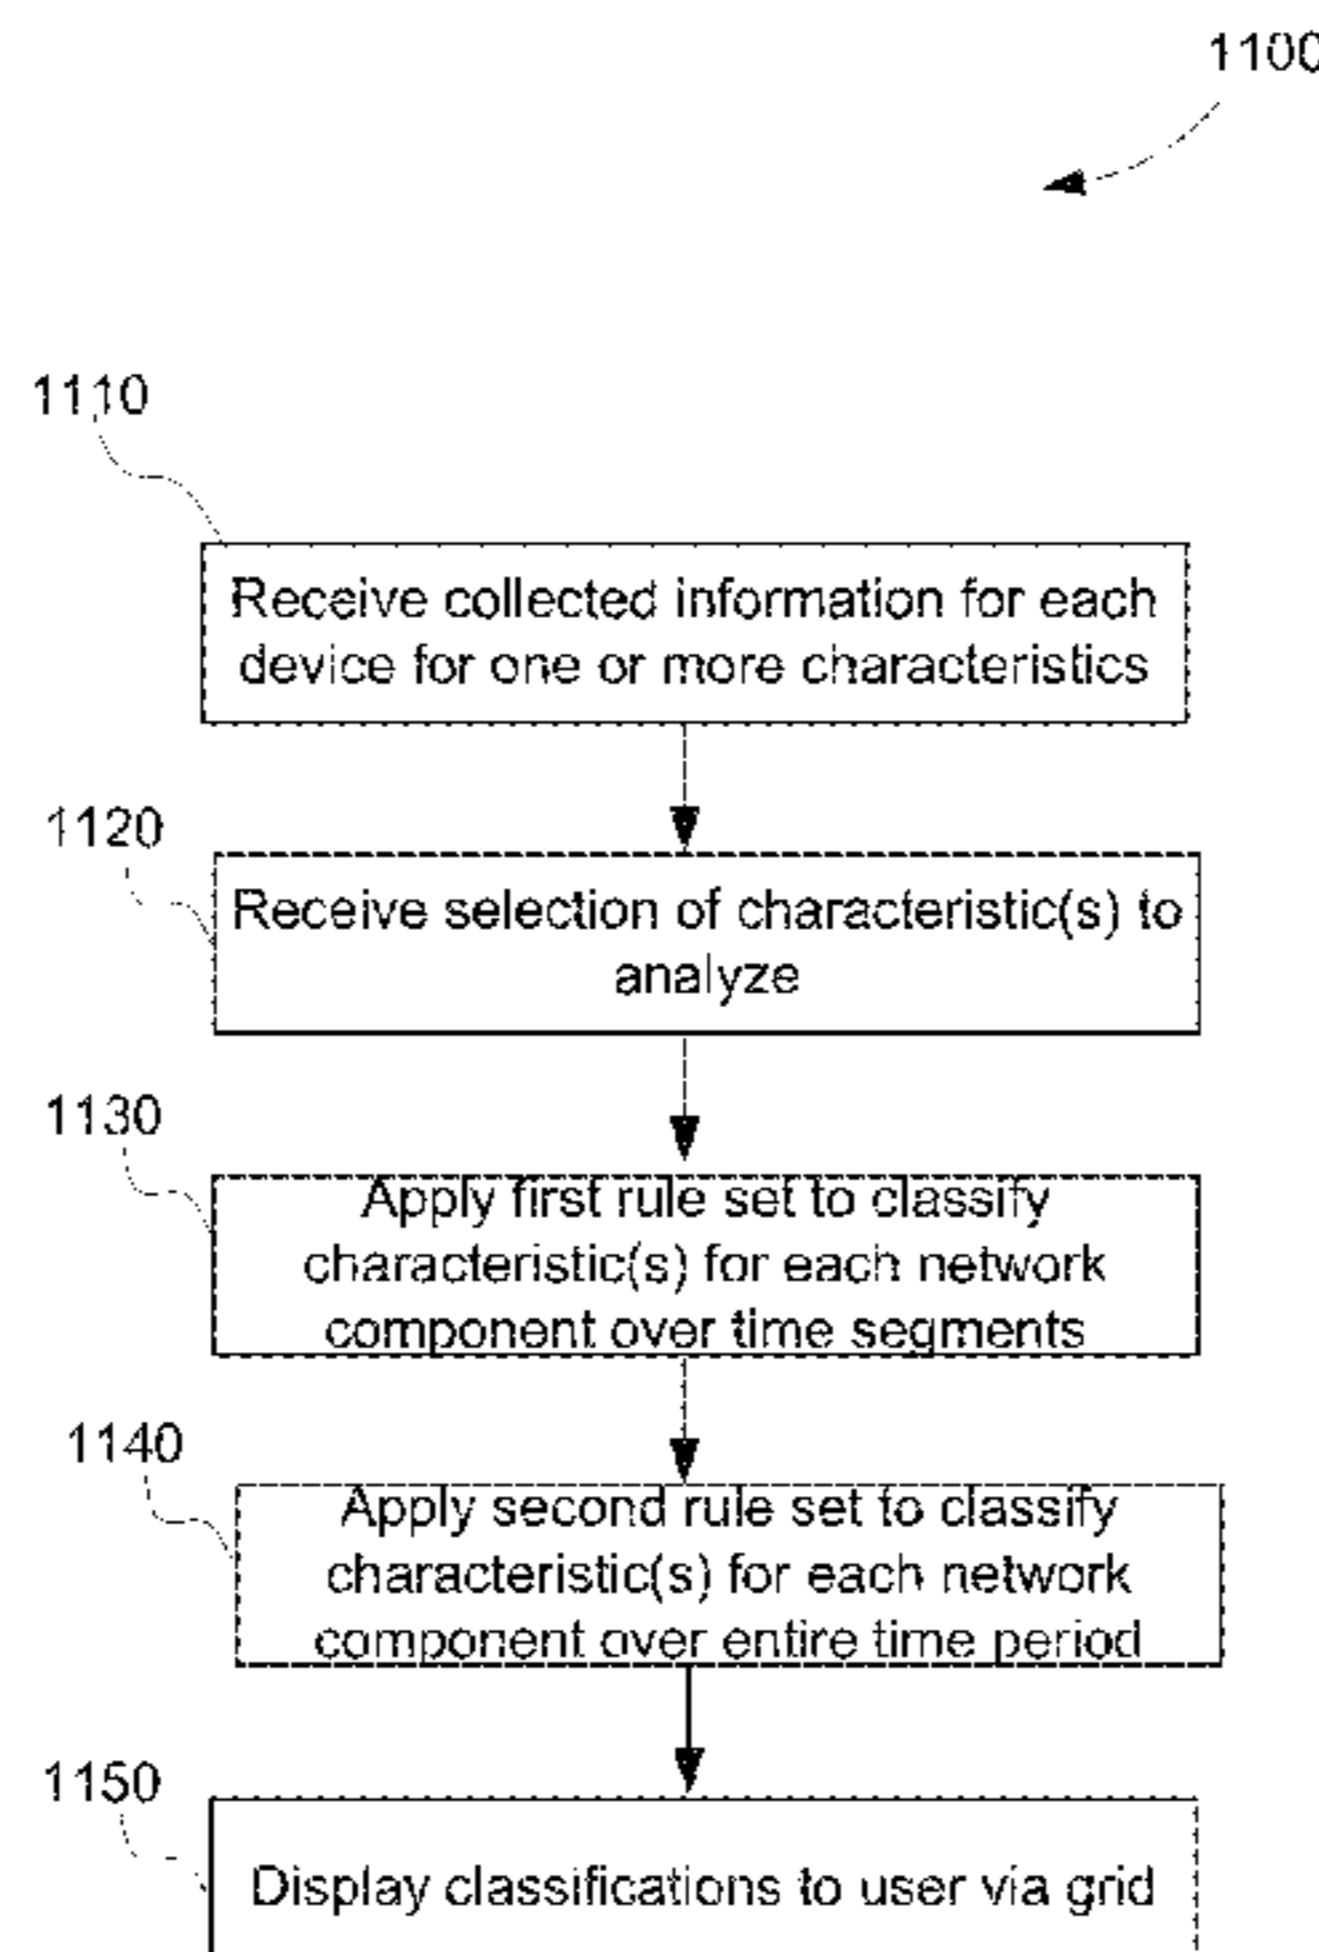 1100
1110
Receive collected information for each
device for one or more characteristics
1120
Receive selection of characteristic(s) to
analyze
1130
Apply first rule set to classify
characteristic(s) for each network
component over time segments
1140
Apply second rule set to classify
characteristic(s) for each network
component over entire time period
1150
Display classifications to user via grid